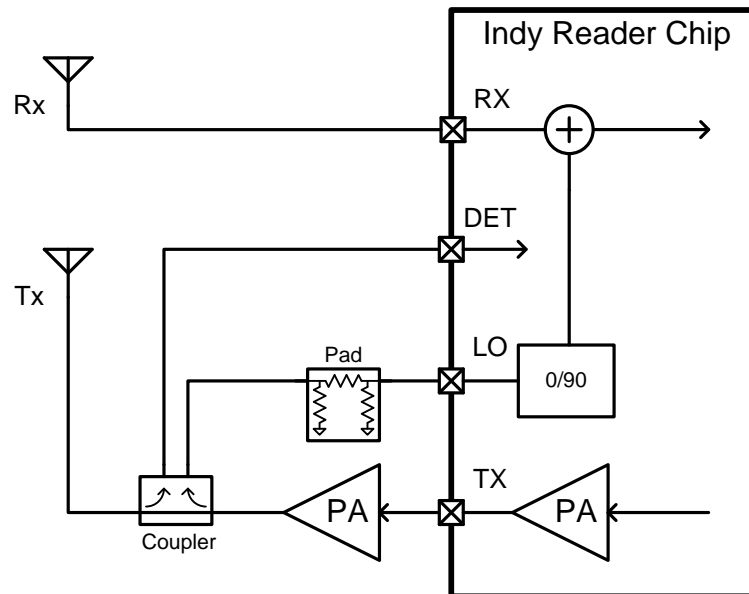 Indy Reader Chip
RX
Rx
DET
Tx
LO
Pad
0/90
TX
PA
PA
Coupler